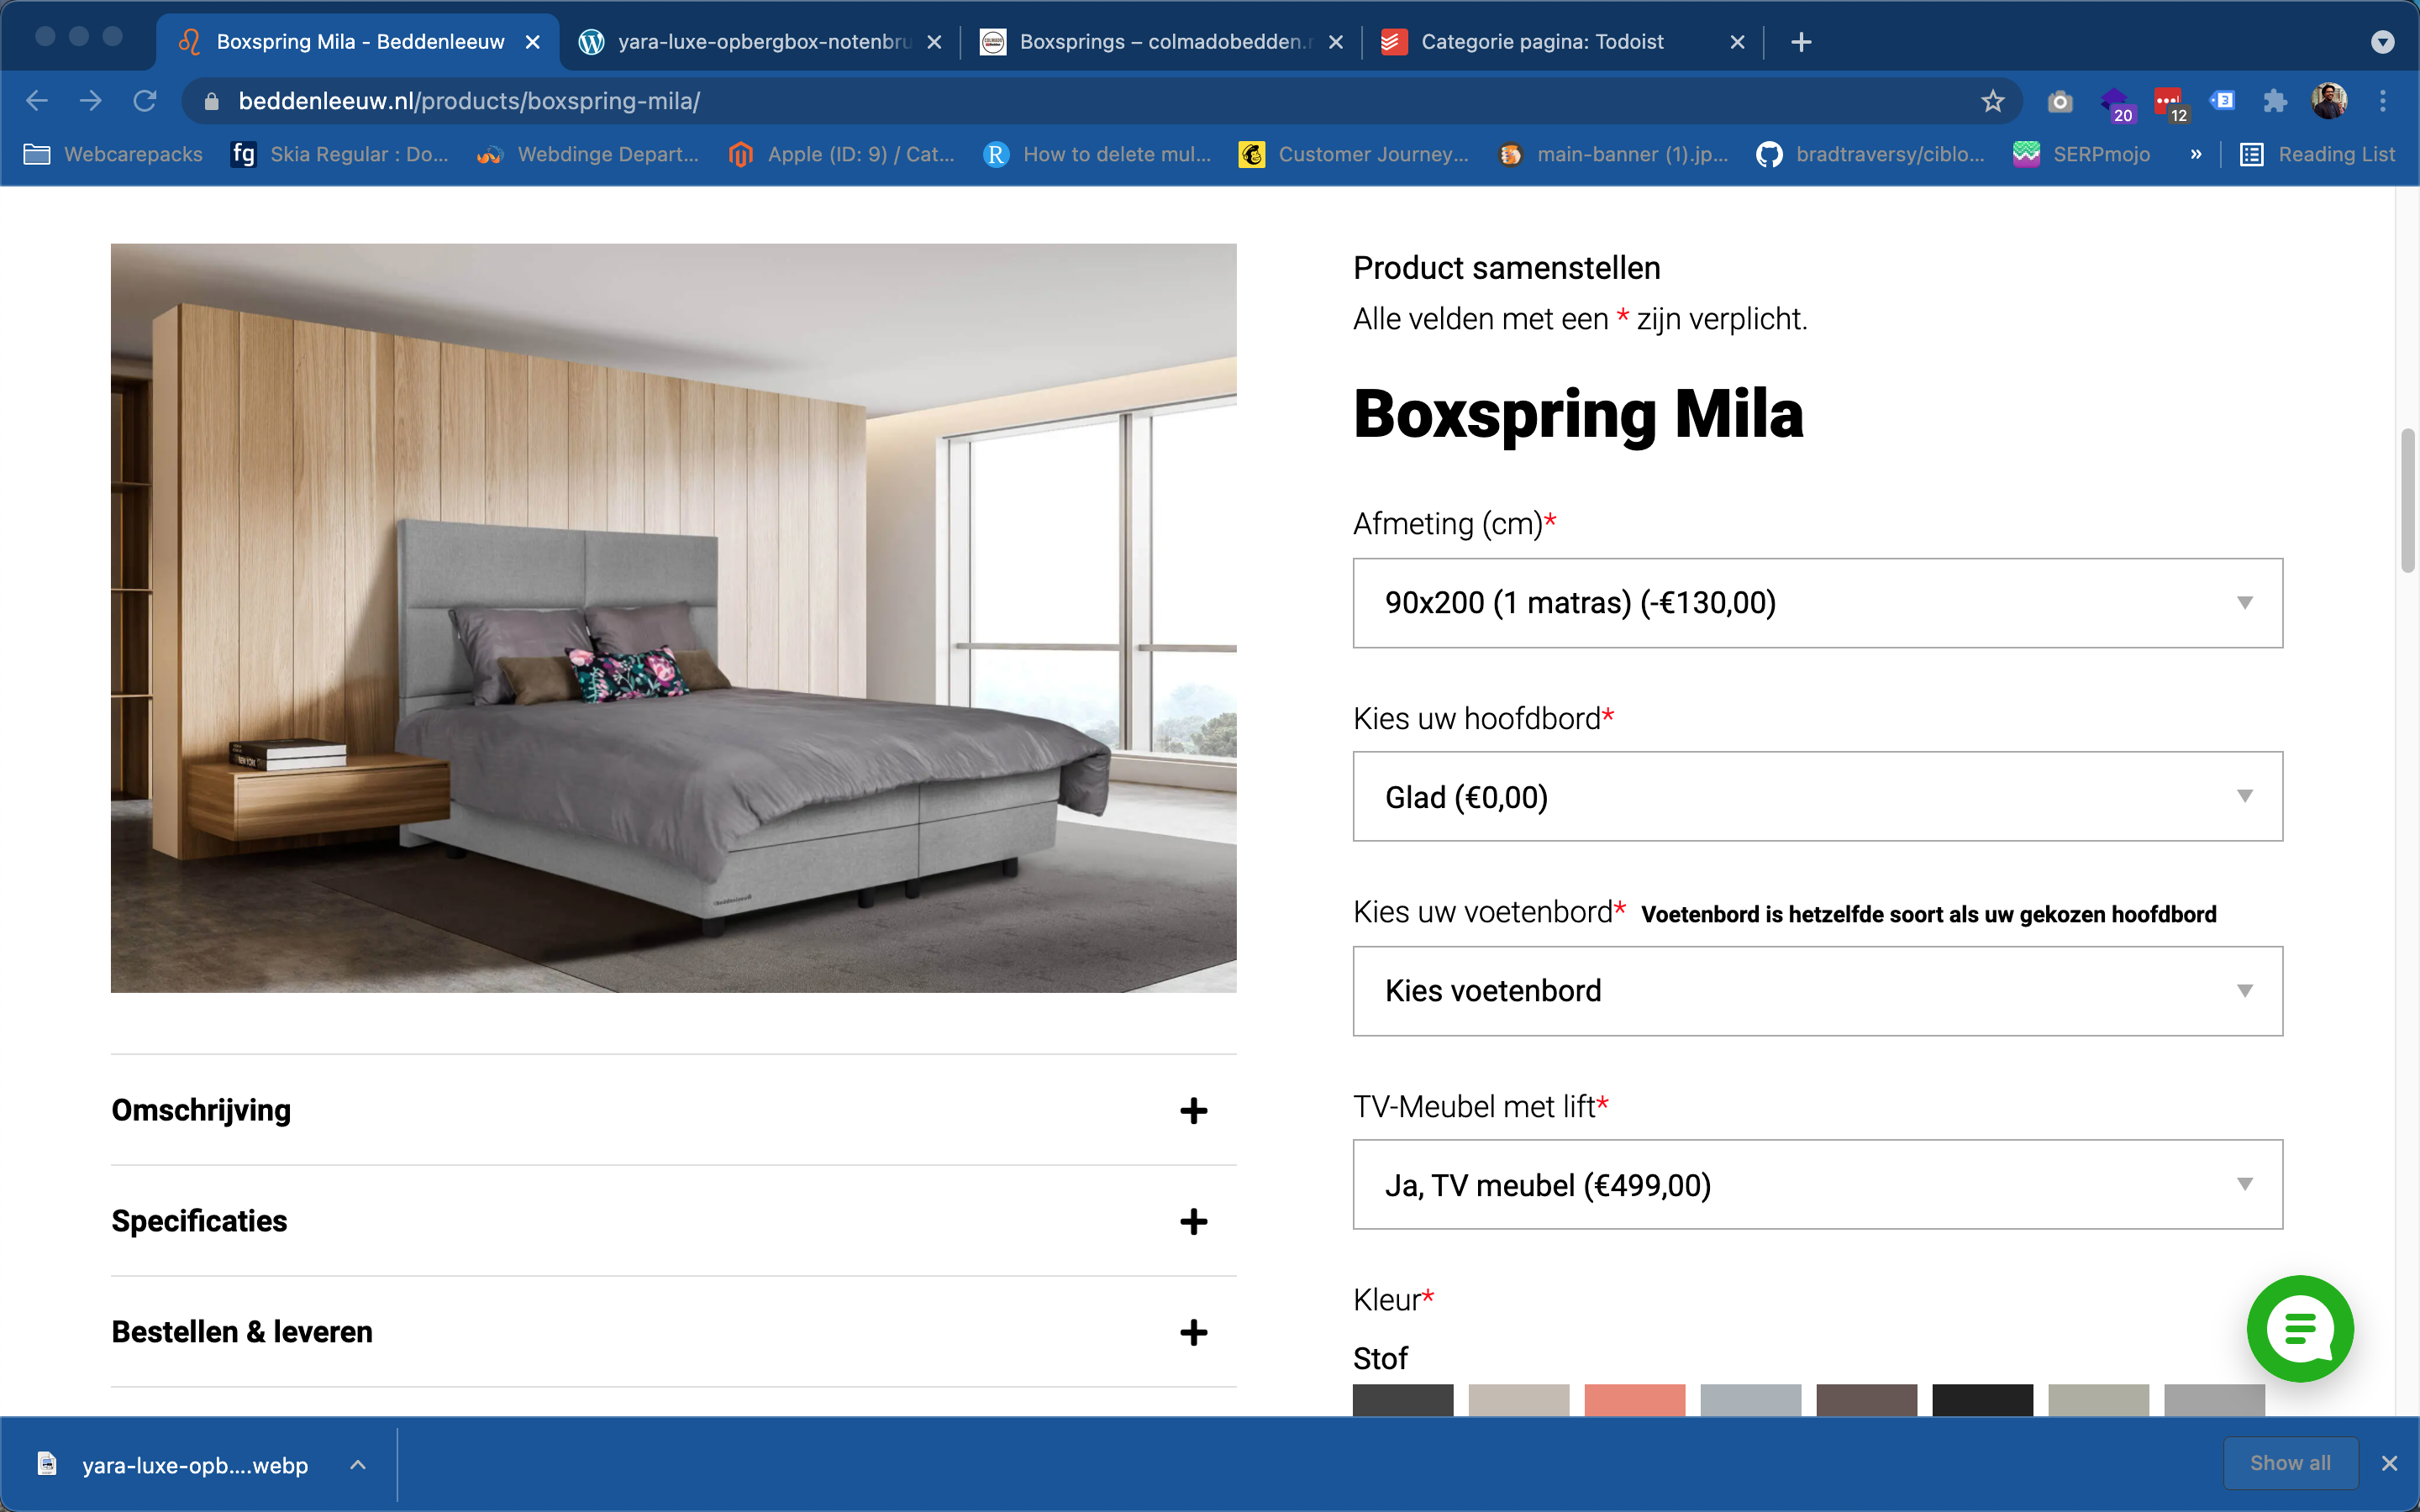 Boxspring Mila - Beddenleeuw
yara-luxe-opbergbox-notenbru
Boxsprings – colmadobedden.n
Categorie pagina: Todoist
beddenleeuw.nl/products/boxspring-mila/
20
12
3
Webcarepacks
fg
Skia Regular : Do...
Webdinge Depart...
Apple (ID: 9) / Cat...
R
How to delete mul...
Customer Journey...
main-banner (1).jp...
bradtraversy/ciblo...
SERPmojo
»
Reading List
Product samenstellen
Alle velden met een * zijn verplicht.
Boxspring Mila
Afmeting (cm)*
90x200 (1 matras) (-€130,00)
Kies uw hoofdbord*
Glad (€0,00)
Kies uw voetenbord* Voetenbord is hetzelfde soort als uw gekozen hoofdbord
Kies voetenbord
TV-Meubel met lift*
Ja, TV meubel (€499,00)
Kleur*
Stof
NEW YORK
Omschrijving
Specificaties
Bestellen & leveren
yara-luxe-opb....webp
Show all